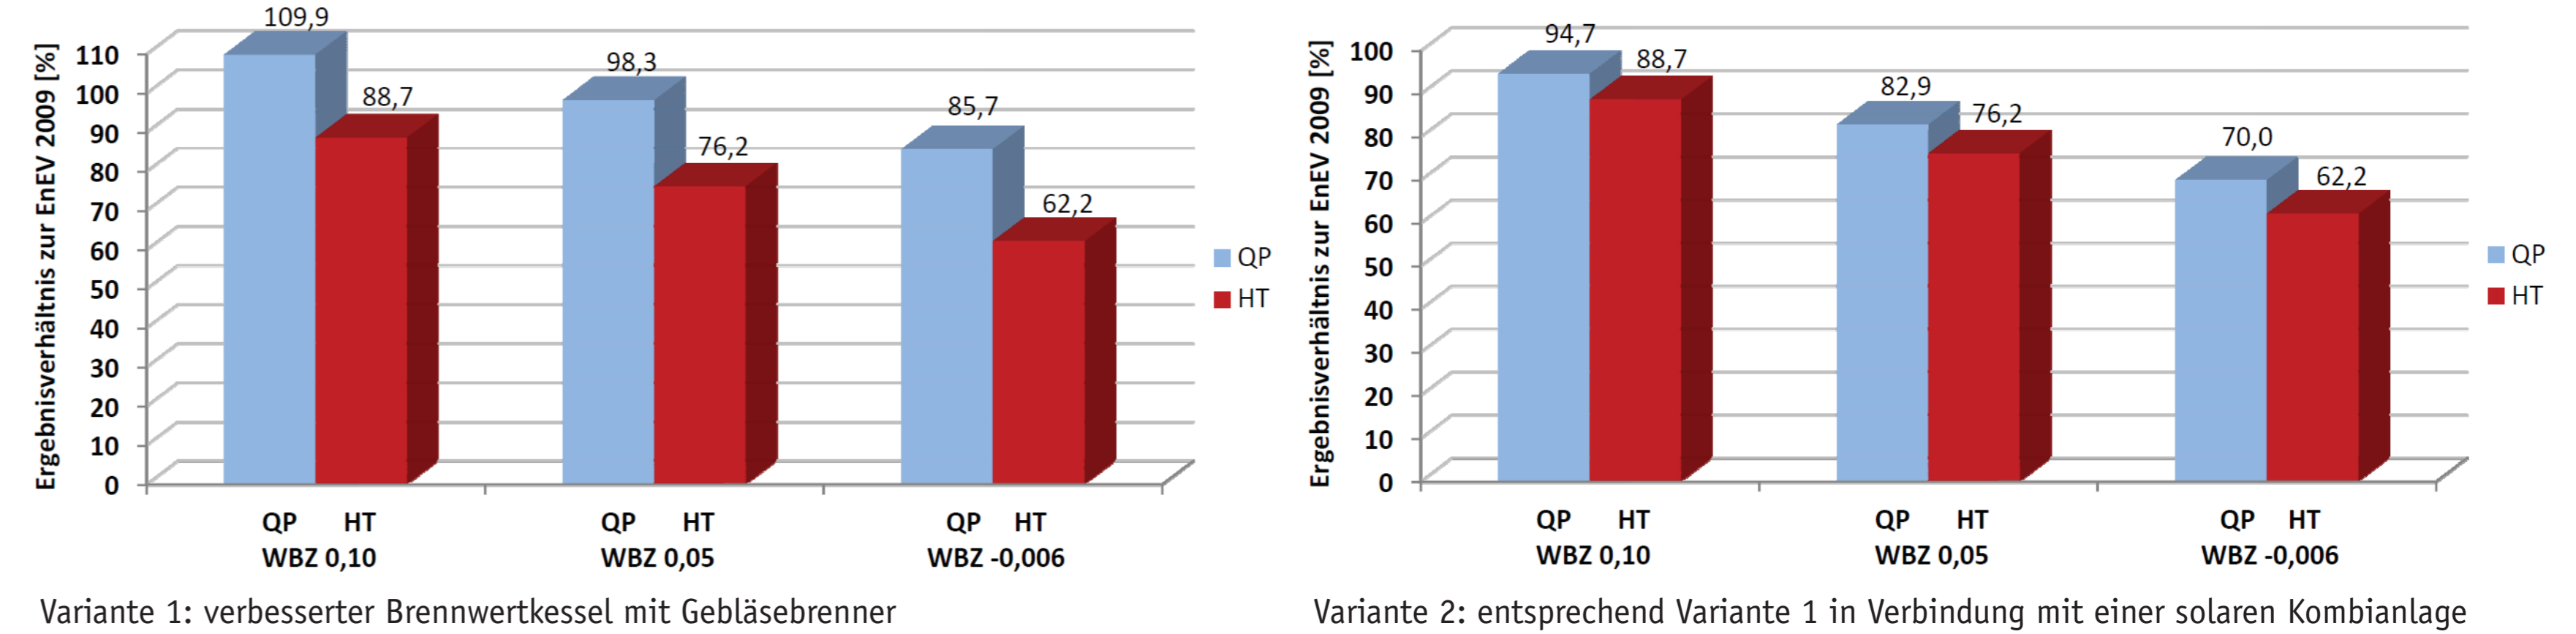 Ergebnisverhältnis zur EnEV 2009 [%]
110
100
90
80
70
60
50
40
30
20
10
0
109,9
88,7
98,3
76,2
85,7
62,2
QP HT
WBZ 0,10
QP HT
WBZ 0,05
QP HT
WBZ -0,006
QP
HT
Variante 1: verbesserter Brennwertkessel mit Gebläsebrenner
Ergebnisverhältnis zur EnEV 2009 [%]
100
90
80
70
60
50
40
30
20
10
0
94,7
88,7
82,9
76,2
70,0
62,2
QP HT
WBZ 0,10
QP HT
WBZ 0,05
QP HT
WBZ -0,006
QP
HT
Variante 2: entsprechend Variante 1 in Verbindung mit einer solaren Kombianlage